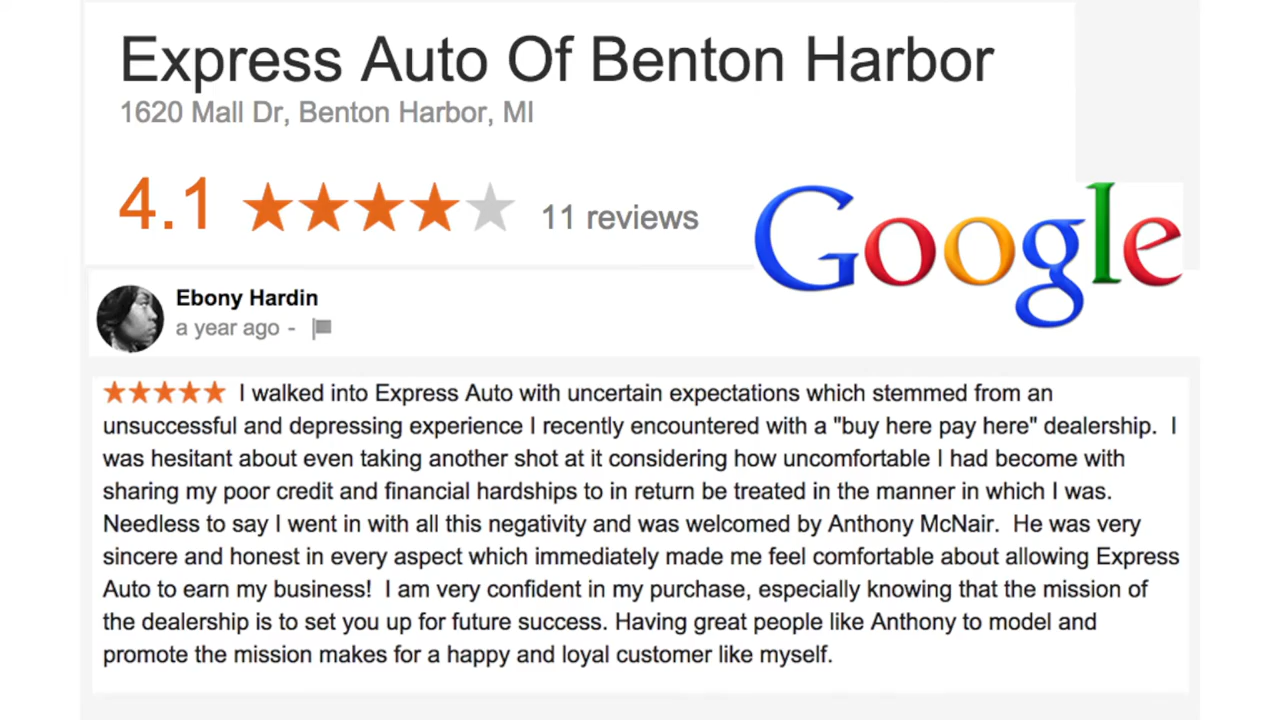 Express Auto Of Benton Harbor
1620 Mall Dr, Benton Harbor, MI
4.1 ★★★★★ 11 reviews
Google
Ebony Hardin
a year ago -
★★★★★ I walked into Express Auto with uncertain expectations which stemmed from an
unsuccessful and depressing experience I recently encountered with a "buy here pay here" dealership. I
was hesitant about even taking another shot at it considering how uncomfortable I had become with
sharing my poor credit and financial hardships to in return be treated in the manner in which I was.
Needless to say I went in with all this negativity and was welcomed by Anthony McNair. He was very
sincere and honest in every aspect which immediately made me feel comfortable about allowing Express
Auto to earn my business! I am very confident in my purchase, especially knowing that the mission of
the dealership is to set you up for future success. Having great people like Anthony to model and
promote the mission makes for a happy and loyal customer like myself.